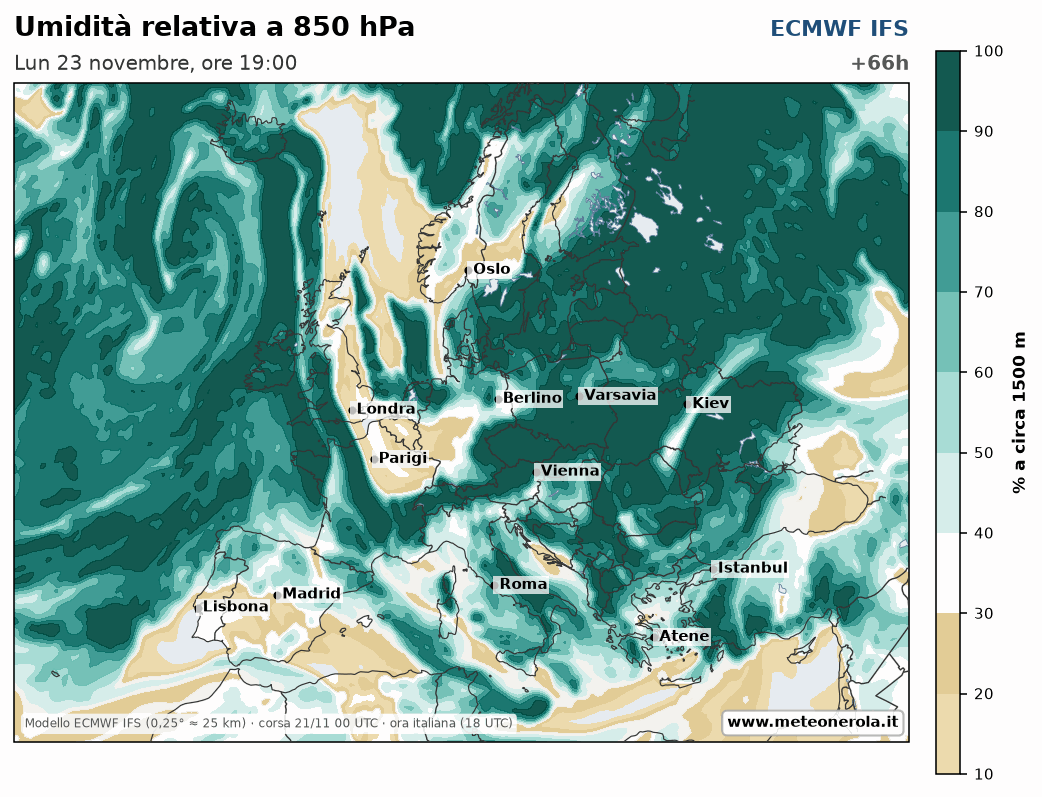 Umidità relativa a 850 hPa
ECMWF IFS
Lun 23 novembre, ore 19:00
+66h
100
90
80
70
60
50
40
30
20
10
% a circa 1500 m
Oslo
Berlino
Varsavia
Kiev
Londra
Parigi
Vienna
Istanbul
Roma
Madrid
Lisbona
Atene
Modello ECMWF IFS (0,25° ≈ 25 km) · corsa 21/11 00 UTC · ora italiana (18 UTC)
www.meteonerola.it